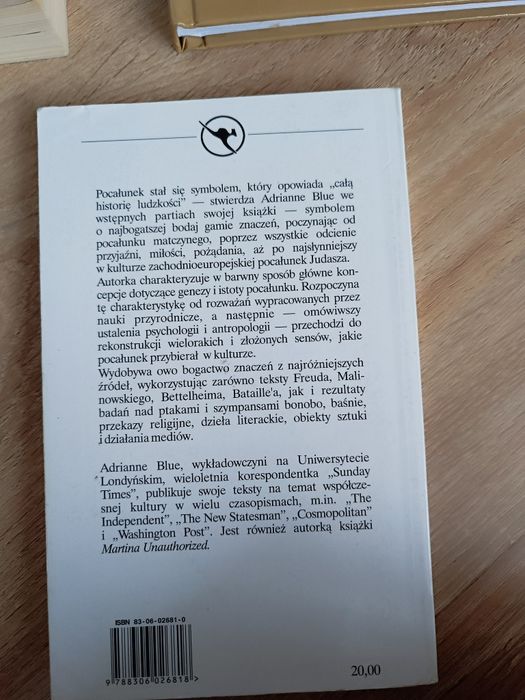 Pocałunek stał się symbolem, który opowiada „całą
historię ludzkości” — stwierdza Adrianne Blue we
wstępnych partiach swojej książki — symbolem
o najbogatszej bodaj gamie znaczeń, poczynając od
pocałunku matczynego, poprzez wszystkie odcienie
przyjaźni, miłości, pożądania, aż po najsłynniejszy
w kulturze zachodnioeuropejskiej pocałunek Judasza.
Autorka charakteryzuje w barwny sposób główne kon-
cepcje dotyczące genezy i istoty pocałunku. Rozpoczyna
tę charakterystykę od rozważań wypracowanych przez
nauki przyrodnicze, a następnie — omówiwszy
ustalenia psychologii i antropologii — przechodzi do
rekonstrukcji wielorakich i złożonych sensów, jakie
pocałunek przybierał w kulturze.
Wydobywa owo bogactwo znaczeń z najróżniejszych
źródeł, wykorzystując zarówno teksty Freuda, Mali-
nowskiego, Bettelheima, Bataille'a, jak i rezultaty
badań nad ptakami i szympansami bonobo, baśnie,
przekazy religijne, dzieła literackie, obiekty sztuki
i działania mediów.
Adrianne Blue, wykładowczyni na Uniwersytecie
Londyńskim, wieloletnia korespondentka „Sunday
Times”, publikuje swoje teksty na temat współcze-
snej kultury w wielu czasopismach, m.in. „The
Independent”, „The New Statesman”, „Cosmopolitan”
i „Washington Post”. Jest również autorką książki
Martina Unauthorized.
ISBN 83-06-02681-0
9 788306 026818 >
20,00